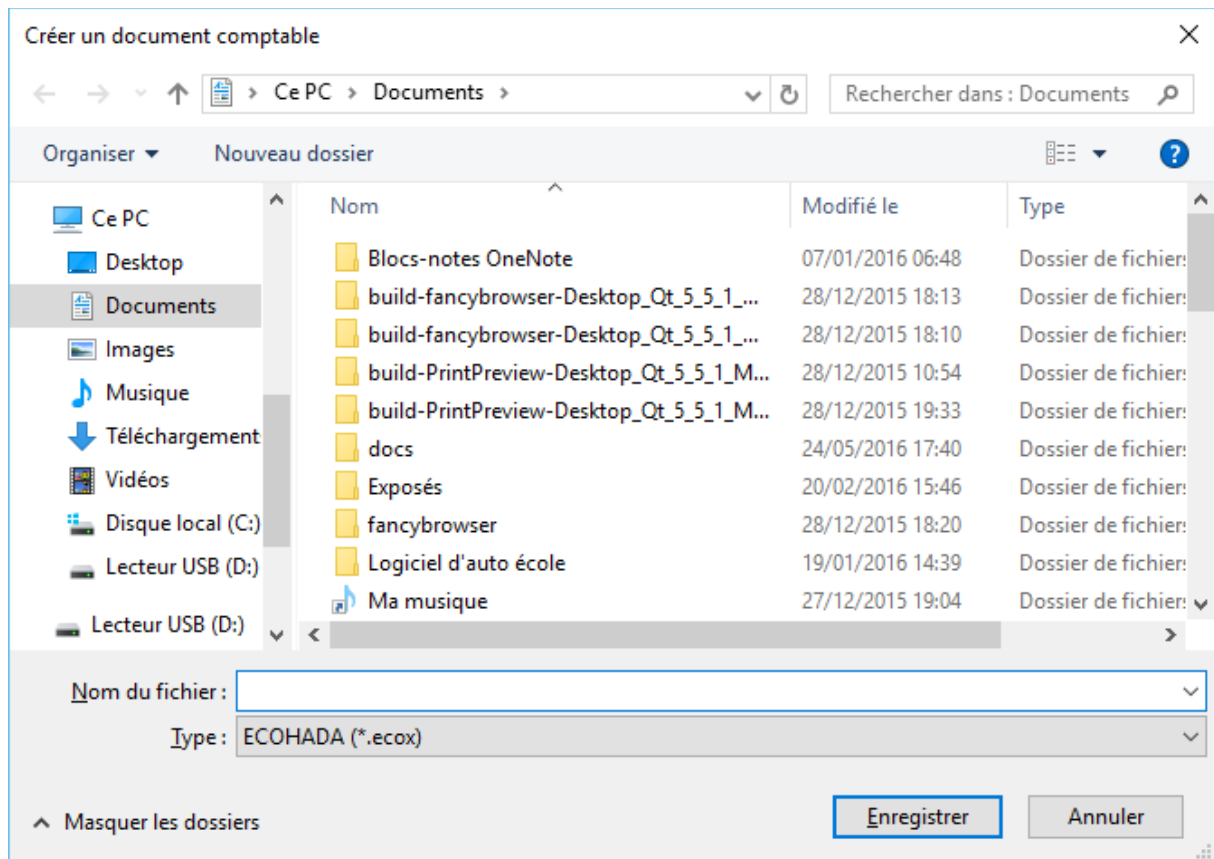 Créer un document comptable
Ce PC > Documents >
Rechercher dans : Documents
Organiser
Nouveau dossier
?
Nom
Modifié le
Type
Ce PC
Desktop
Documents
Images
Musique
Téléchargement
Vidéos
Disque local (C:)
Lecteur USB (D:)
Lecteur USB (D:)
Blocs-notes OneNote 07/01/2016 06:48 Dossier de fichiers
build-fancybrowser-Desktop_Qt_5_5_1_... 28/12/2015 18:13 Dossier de fichiers
build-fancybrowser-Desktop_Qt_5_5_1_... 28/12/2015 18:10 Dossier de fichiers
build-PrintPreview-Desktop_Qt_5_5_1_M... 28/12/2015 10:54 Dossier de fichiers
build-PrintPreview-Desktop_Qt_5_5_1_M... 28/12/2015 19:33 Dossier de fichiers
docs 24/05/2016 17:40 Dossier de fichiers
Exposés 20/02/2016 15:46 Dossier de fichiers
fancybrowser 28/12/2015 18:20 Dossier de fichiers
Logiciel d'auto école 19/01/2016 14:39 Dossier de fichiers
Ma musique 27/12/2015 19:04 Dossier de fichiers
Nom du fichier :
Type : ECOHADA (*.ecox)
Masquer les dossiers
Enregistrer
Annuler